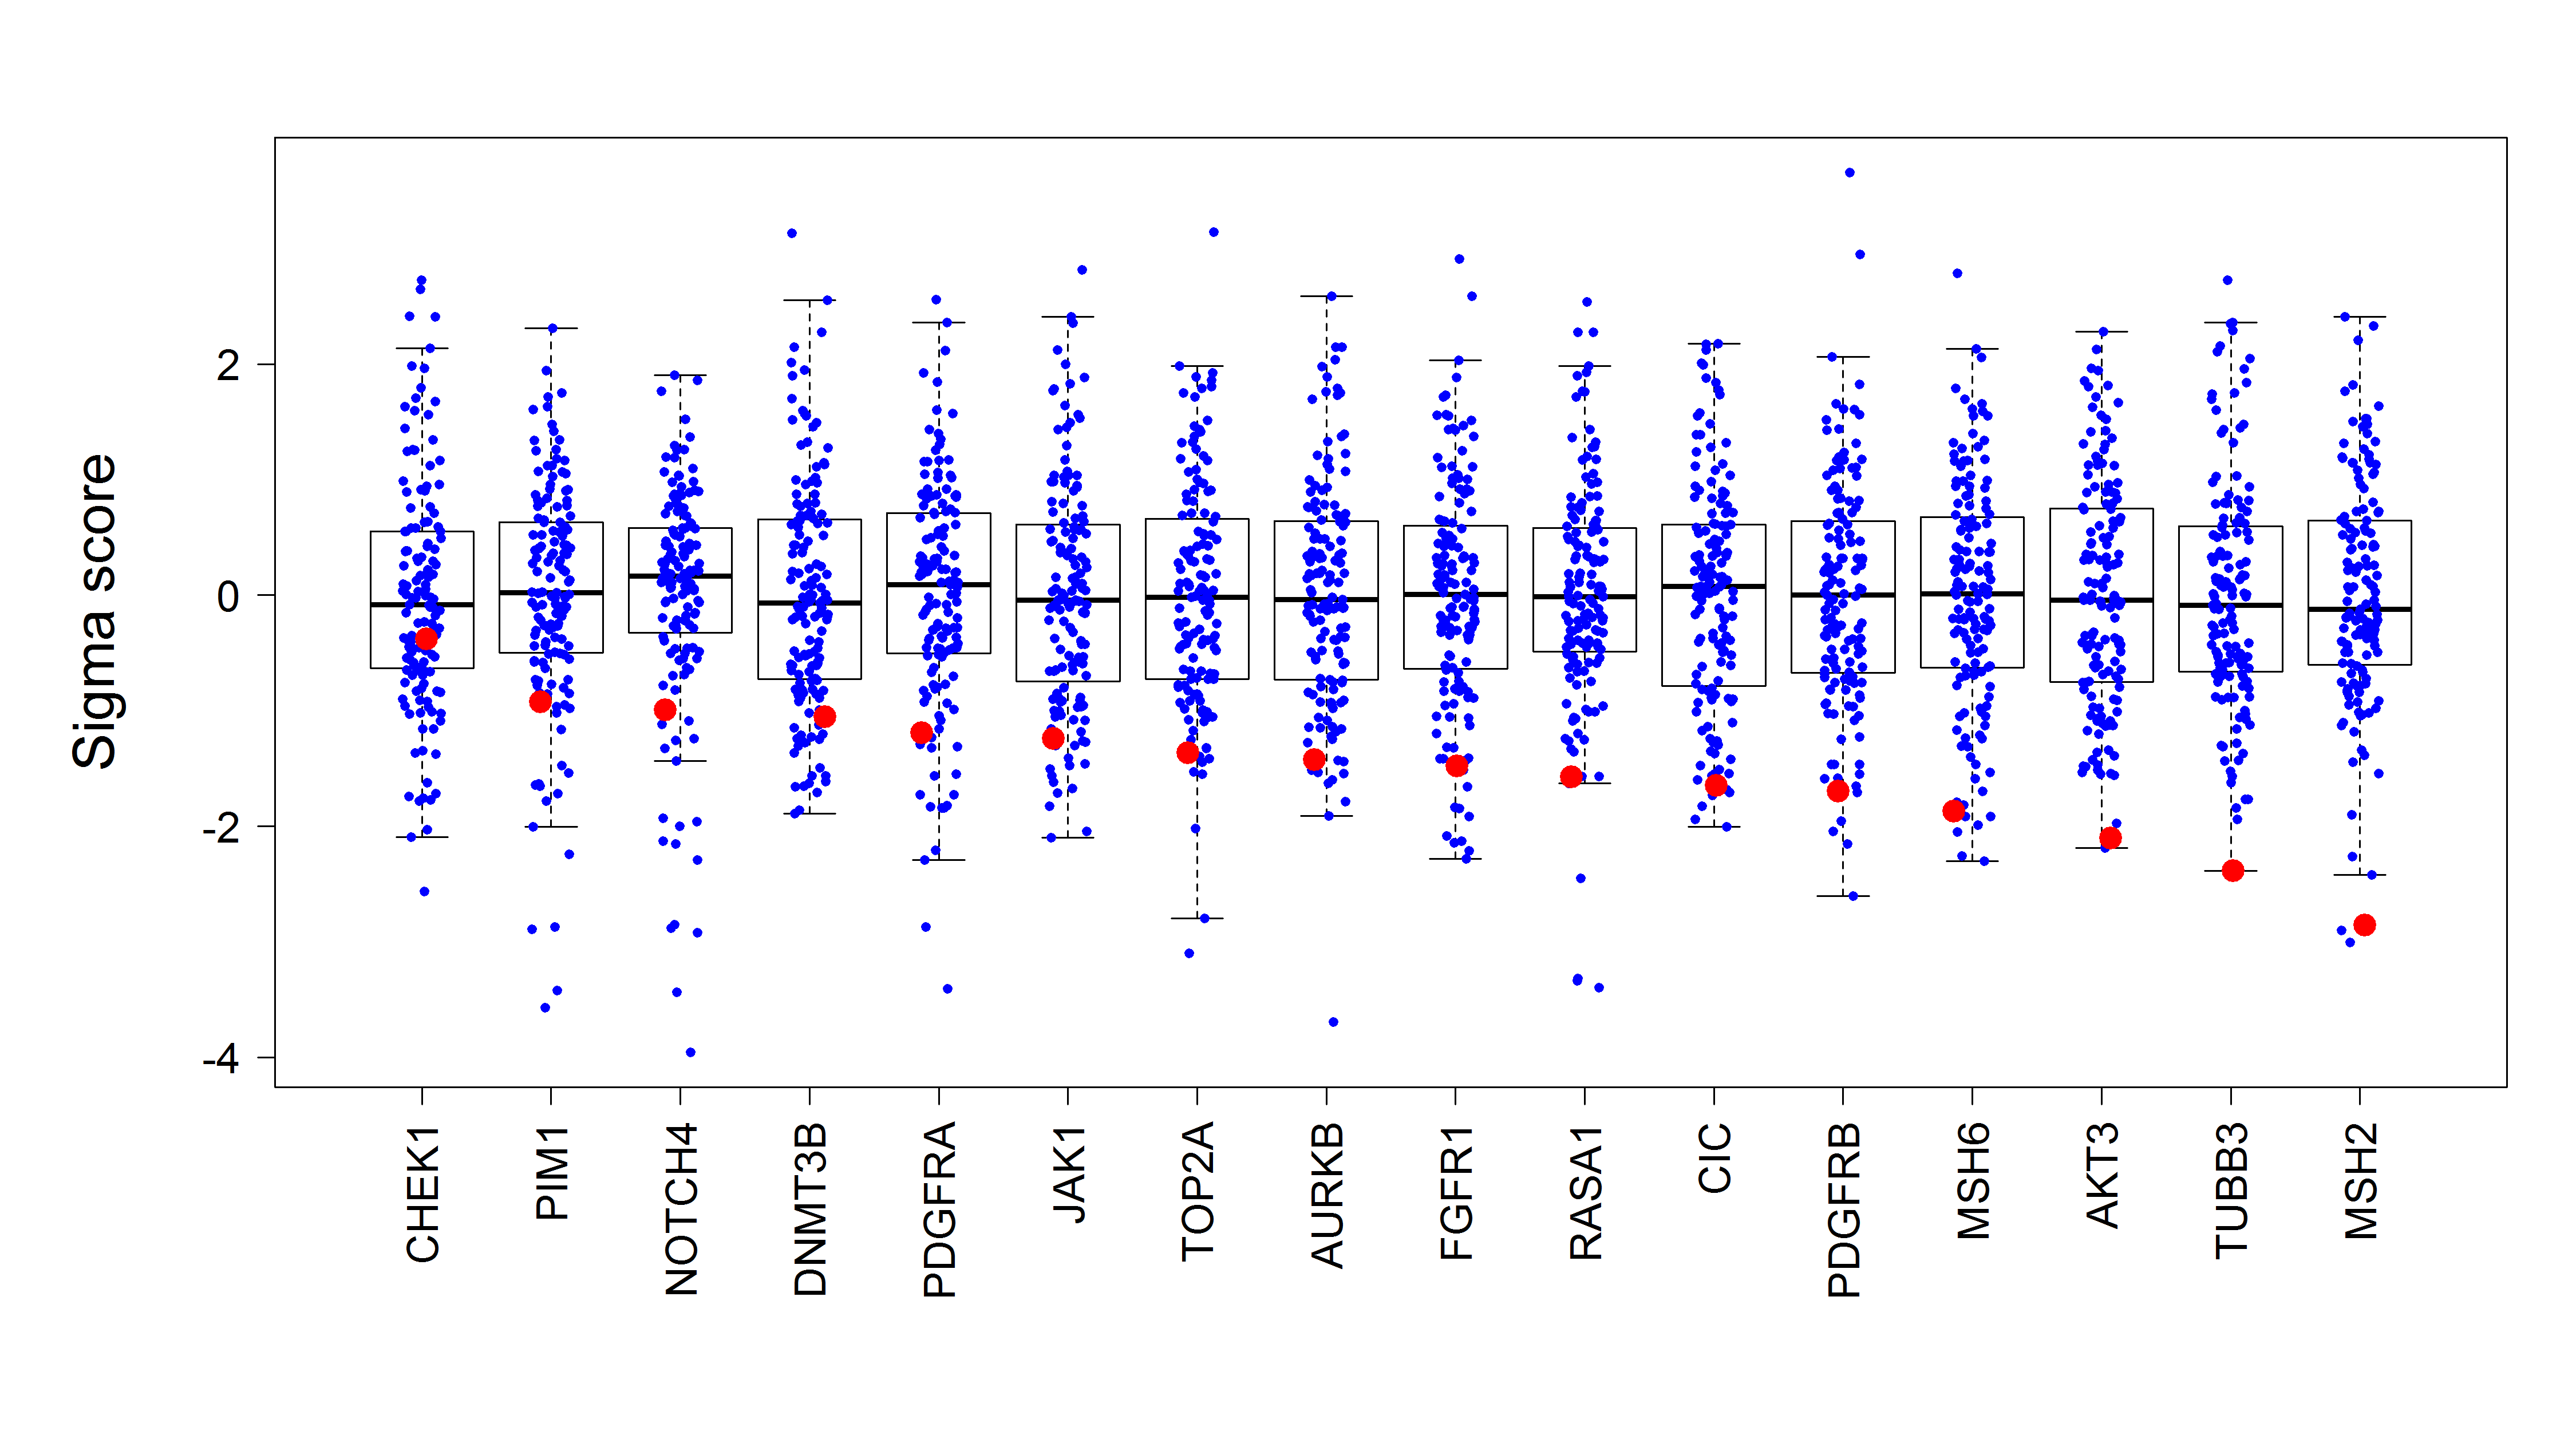 Sigma score
2
0
-2
-4
CHEK1
PIM1
NOTCH4
DNMT3B
PDGFRA
JAK1
TOP2A
AURKB
FGFR1
RASA1
CIC
PDGFRB
MSH6
AKT3
TUBB3
MSH2